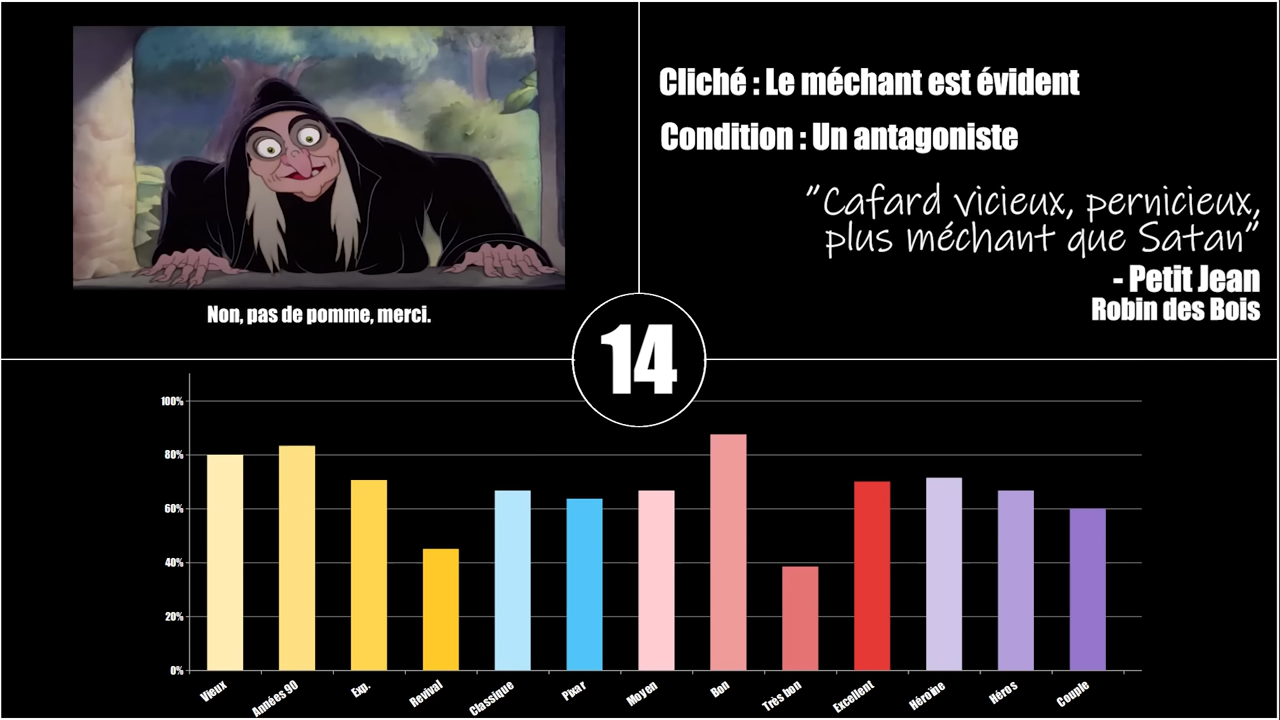 Non, pas de pomme, merci.
Cliché : Le méchant est évident
Condition : Un antagoniste
"Cafard vicieux, pernicieux,
plus méchant que Satan"
- Petit Jean
Robin des Bois
14
100%
80%
60%
40%
20%
0%
Vieux
Années 90
Exp.
Revival
Classique
Pixar
Moyen
Bon
Très bon
Excellent
Héroïne
Héros
Couple